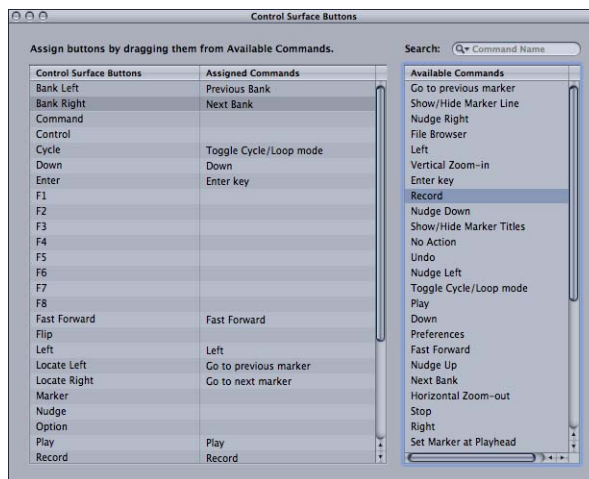 Control Surface Buttons
Assign buttons by dragging them from Available Commands.
Search: Command Name
Control Surface Buttons Assigned Commands
Bank Left Previous Bank
Bank Right Next Bank
Command
Control
Cycle Toggle Cycle/Loop mode
Down Down
Enter Enter key
F1
F2
F3
F4
F5
F6
F7
F8
Fast Forward Fast Forward
Flip
Left Left
Locate Left Go to previous marker
Locate Right Go to next marker
Marker
Nudge
Option
Play Play
Record Record
Available Commands
Go to previous marker
Show/Hide Marker Line
Nudge Right
File Browser
Left
Vertical Zoom-in
Enter key
Record
Nudge Down
Show/Hide Marker Titles
No Action
Undo
Nudge Left
Toggle Cycle/Loop mode
Play
Down
Preferences
Fast Forward
Nudge Up
Next Bank
Horizontal Zoom-out
Stop
Right
Set Marker at Playhead